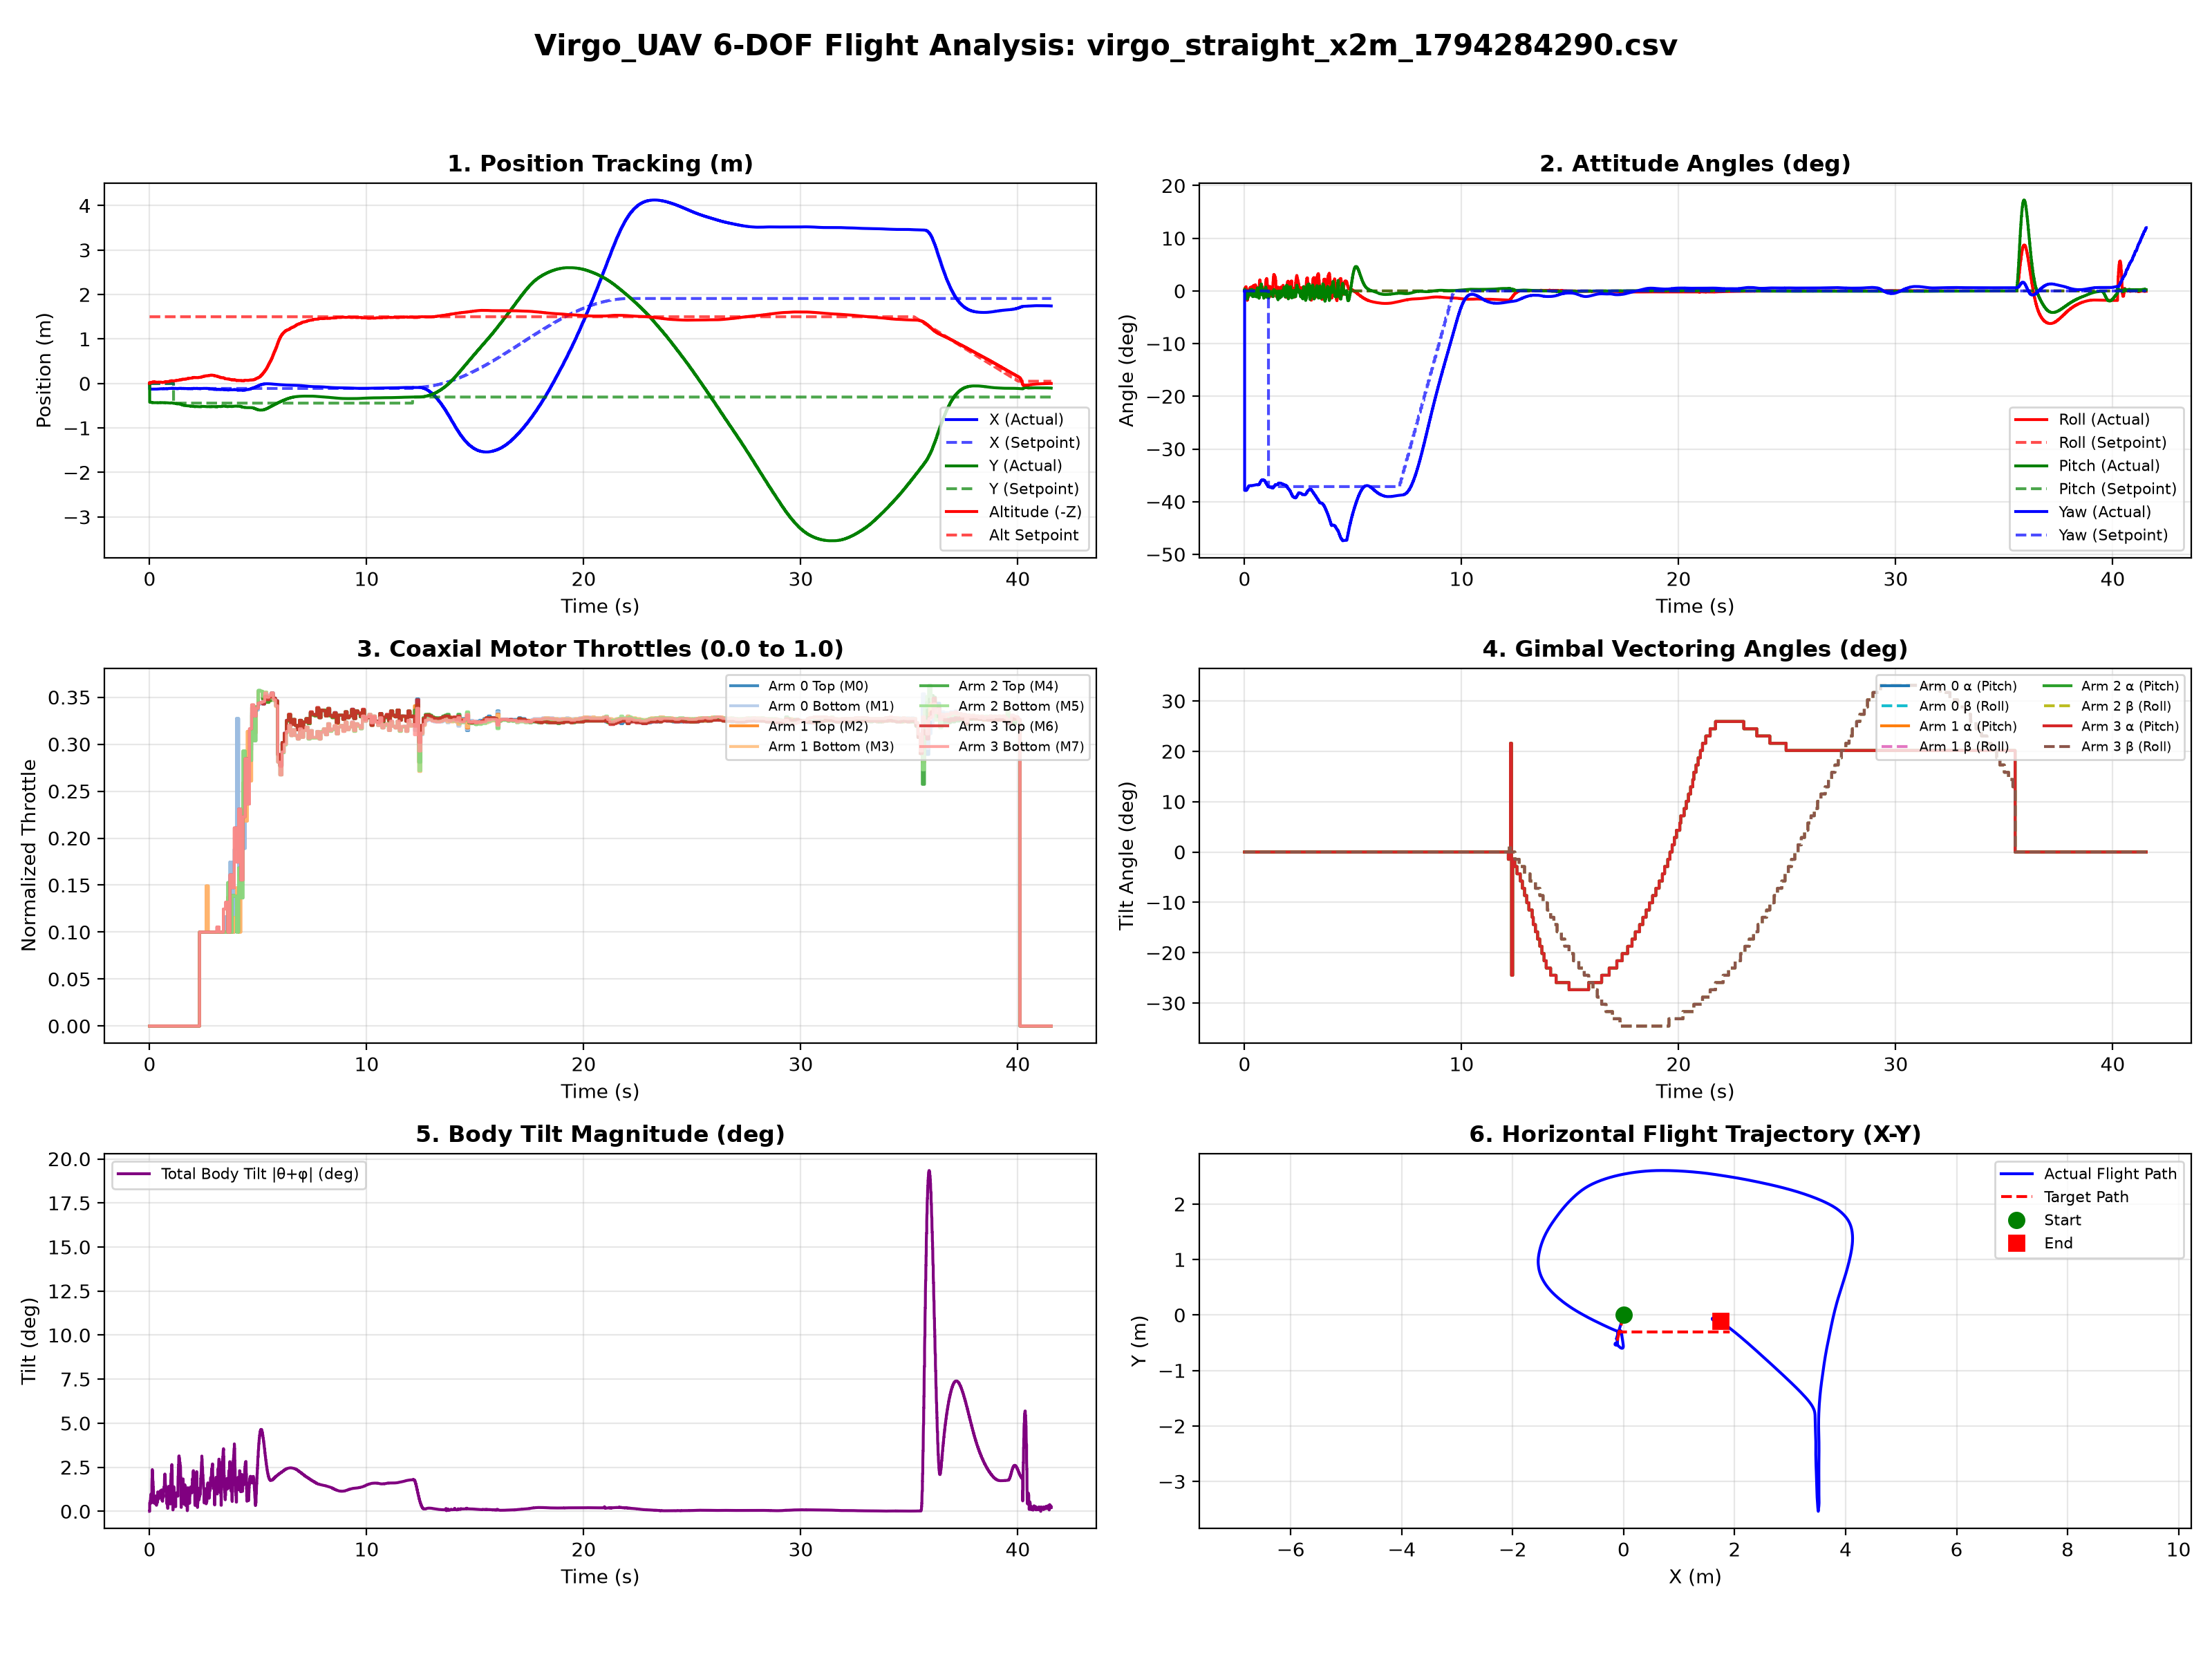 Virgo_UAV 6-DOF Flight Analysis: virgo_straight_x2m_1794284290.csv
1. Position Tracking (m)
Position (m)
4
3
2
1
0
−1
−2
−3
0 10 20 30 40
Time (s)
X (Actual)
X (Setpoint)
Y (Actual)
Y (Setpoint)
Altitude (-Z)
Alt Setpoint
2. Attitude Angles (deg)
Angle (deg)
20
10
0
−10
−20
−30
−40
−50
0 10 20 30 40
Time (s)
Roll (Actual)
Roll (Setpoint)
Pitch (Actual)
Pitch (Setpoint)
Yaw (Actual)
Yaw (Setpoint)
3. Coaxial Motor Throttles (0.0 to 1.0)
Normalized Throttle
0.35
0.30
0.25
0.20
0.15
0.10
0.05
0.00
0 10 20 30 40
Time (s)
Arm 0 Top (M0) Arm 2 Top (M4)
Arm 0 Bottom (M1) Arm 2 Bottom (M5)
Arm 1 Top (M2) Arm 3 Top (M6)
Arm 1 Bottom (M3) Arm 3 Bottom (M7)
4. Gimbal Vectoring Angles (deg)
Tilt Angle (deg)
30
20
10
0
−10
−20
−30
0 10 20 30 40
Time (s)
Arm 0 α (Pitch) Arm 2 α (Pitch)
Arm 0 β (Roll) Arm 2 β (Roll)
Arm 1 α (Pitch) Arm 3 α (Pitch)
Arm 1 β (Roll) Arm 3 β (Roll)
5. Body Tilt Magnitude (deg)
Tilt (deg)
20.0
17.5
15.0
12.5
10.0
7.5
5.0
2.5
0.0
0 10 20 30 40
Time (s)
Total Body Tilt |θ+φ| (deg)
6. Horizontal Flight Trajectory (X-Y)
Y (m)
2
1
0
−1
−2
−3
−6 −4 −2 0 2 4 6 8 10
X (m)
Actual Flight Path
Target Path
Start
End